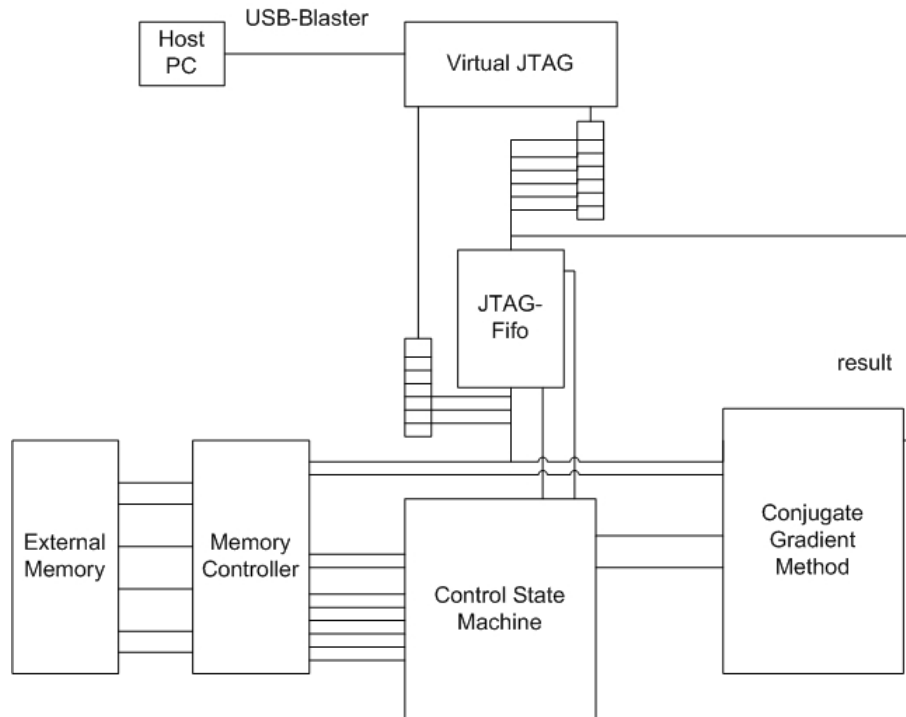 USB-Blaster
Host
PC
Virtual JTAG
JTAG-
Fifo
result
External
Memory
Memory
Controller
Control State
Machine
Conjugate
Gradient
Method